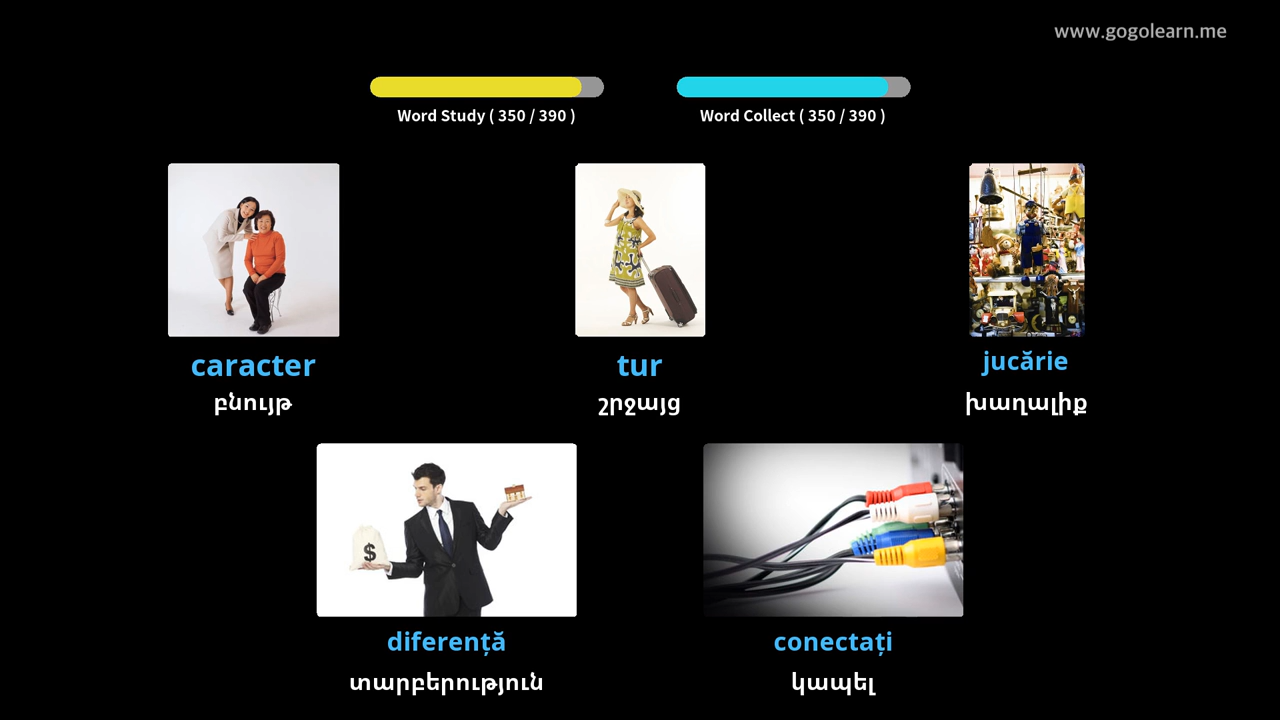 www.gogolearn.me
Word Study ( 350 / 390 )
Word Collect ( 350 / 390 )
caracter
tur
jucărie
բնույթ
շրջայց
խաղալիք
diferență
conectați
տարբերություն
կապել